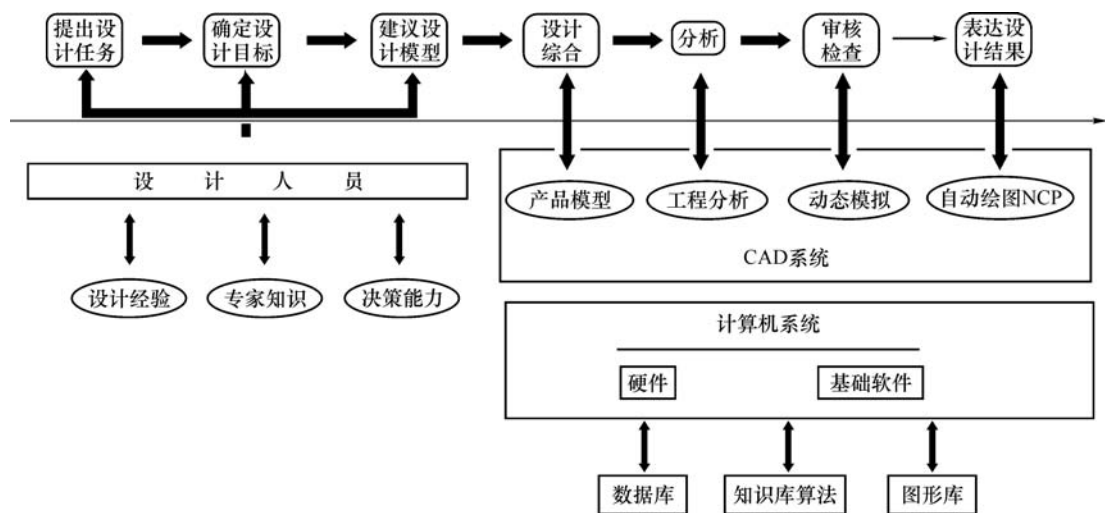 提出设
计任务
确定设
计目标
建议设
计模型
设计
综合
分析
审核
检查
表达设
计结果
设 计 人 员
产品模型
工程分析
动态模拟
自动绘图NCP
CAD系统
设计经验
专家知识
决策能力
计算机系统
硬件
基础软件
数据库
知识库算法
图形库